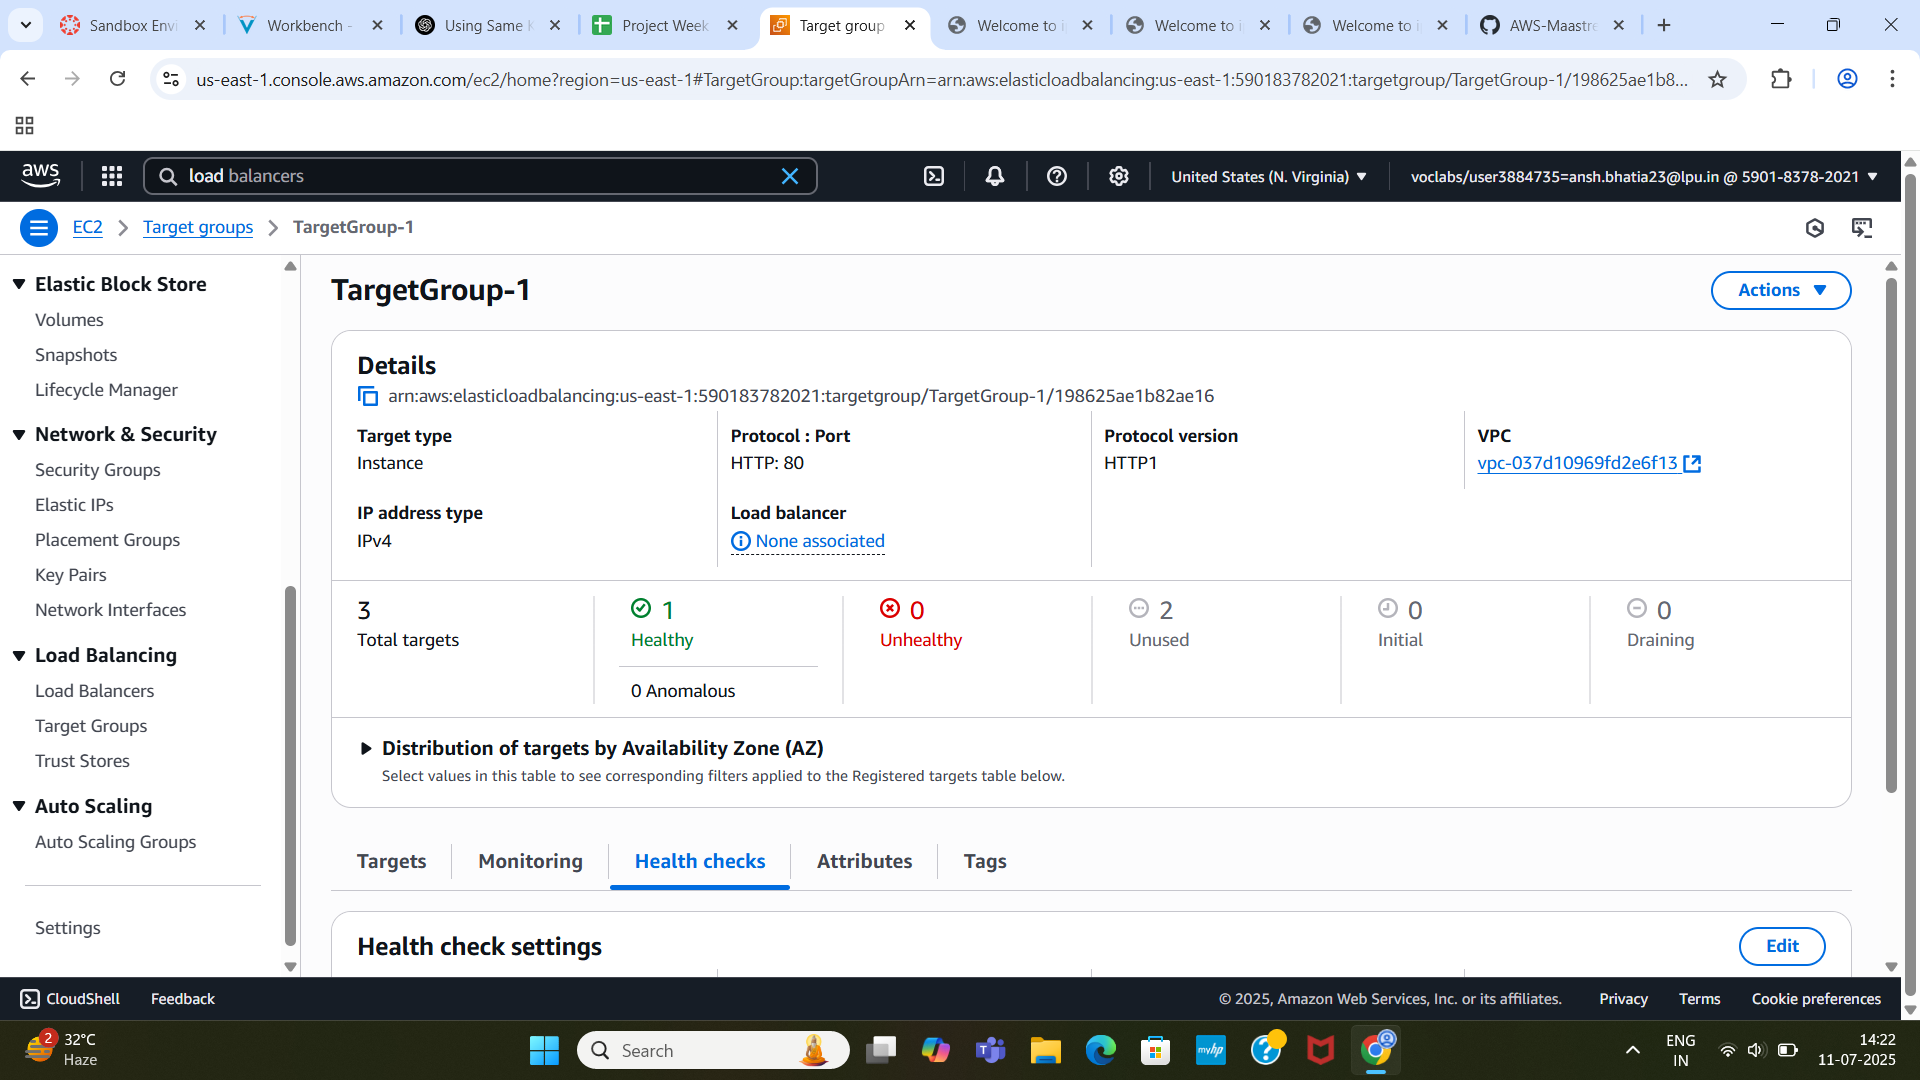 Sandbox Envi
Workbench -
Using Same K
Project Week
Target group
Welcome to i
Welcome to i
Welcome to i
AWS-Maastre
us-east-1.console.aws.amazon.com/ec2/home?region=us-east-1#TargetGroup:targetGroupArn=arn:aws:elasticloadbalancing:us-east-1:590183782021:targetgroup/TargetGroup-1/198625ae1b8...
aws
load balancers
United States (N. Virginia)
voclabs/user3884735=ansh.bhatia23@lpu.in @ 5901-8378-2021
EC2
Target groups
TargetGroup-1
Elastic Block Store
Volumes
Snapshots
Lifecycle Manager
Network & Security
Security Groups
Elastic IPs
Placement Groups
Key Pairs
Network Interfaces
Load Balancing
Load Balancers
Target Groups
Trust Stores
Auto Scaling
Auto Scaling Groups
Settings
TargetGroup-1
Actions
Details
arn:aws:elasticloadbalancing:us-east-1:590183782021:targetgroup/TargetGroup-1/198625ae1b82ae16
Target type
Instance
Protocol : Port
HTTP: 80
Protocol version
HTTP1
VPC
vpc-037d10969fd2e6f13
IP address type
IPv4
Load balancer
None associated
3
Total targets
1
Healthy
0 Anomalous
0
Unhealthy
2
Unused
0
Initial
0
Draining
Distribution of targets by Availability Zone (AZ)
Select values in this table to see corresponding filters applied to the Registered targets table below.
Targets
Monitoring
Health checks
Attributes
Tags
Health check settings
Edit
CloudShell
Feedback
© 2025, Amazon Web Services, Inc. or its affiliates.
Privacy
Terms
Cookie preferences
2
32°C
Haze
Search
myhp
ENG
IN
14:22
11-07-2025